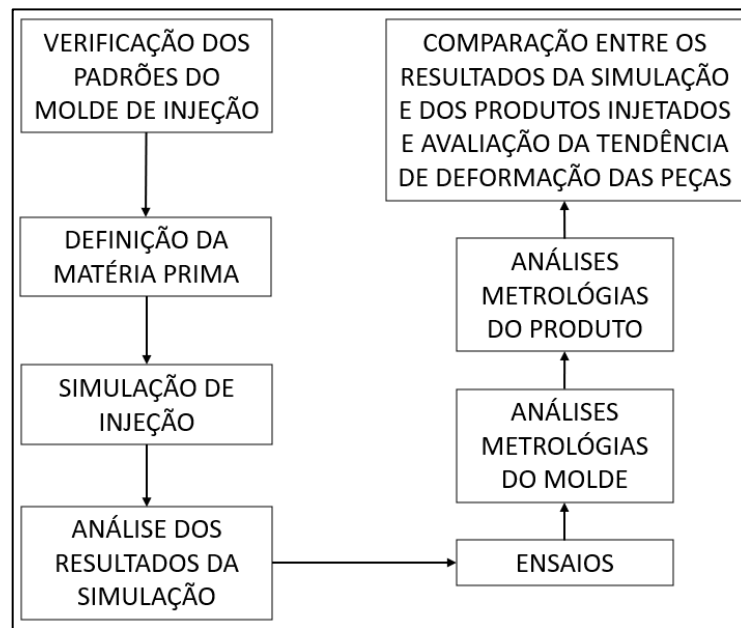 VERIFICAÇÃO DOS
PADRÕES DO
MOLDE DE INJEÇÃO
DEFINIÇÃO DA
MATÉRIA PRIMA
SIMULAÇÃO DE
INJEÇÃO
ANÁLISE DOS
RESULTADOS DA
SIMULAÇÃO
ENSAIOS
ANÁLISES
METROLÓGIAS
DO MOLDE
ANÁLISES
METROLÓGIAS
DO PRODUTO
COMPARAÇÃO ENTRE OS
RESULTADOS DA SIMULAÇÃO
E DOS PRODUTOS INJETADOS
E AVALIAÇÃO DA TENDÊNCIA
DE DEFORMAÇÃO DAS PEÇAS